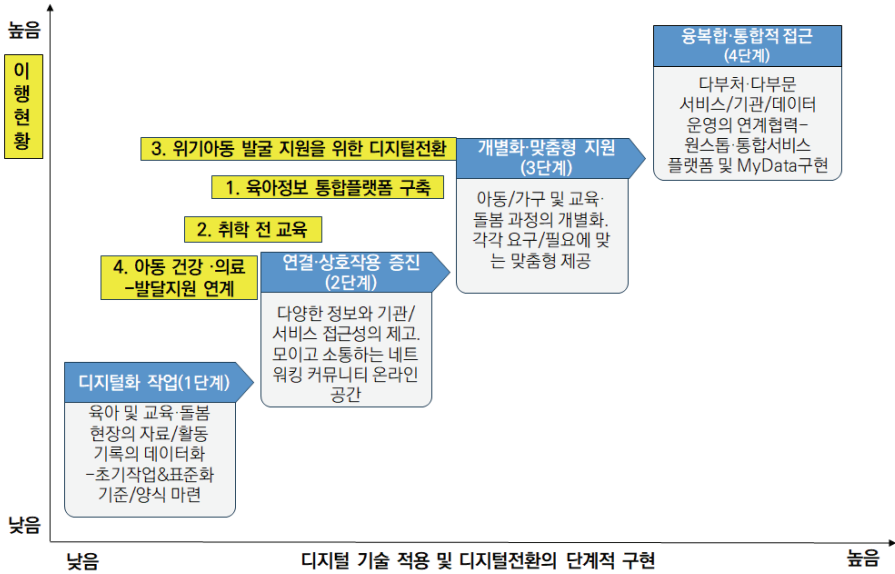 높음
이
행
현
황
융복합·통합적 접근
(4단계)
다부처·다부문
서비스/기관/데이터
운영의 연계협력-
원스톱·통합서비스
플랫폼 및 MyData구현
3. 위기아동 발굴 지원을 위한 디지털전환
개별화·맞춤형 지원
(3단계)
아동/가구 및 교육·
돌봄 과정의 개별화.
각각 요구/필요에 맞
는 맞춤형 제공
1. 육아정보 통합플랫폼 구축
2. 취학 전 교육
4. 아동 건강 ·의료
-발달지원 연계
연결·상호작용 증진
(2단계)
다양한 정보와 기관/
서비스 접근성의 제고.
모이고 소통하는 네트
워킹 커뮤니티 온라인
공간
디지털화 작업(1단계)
육아 및 교육·돌봄
현장의 자료/활동
기록의 데이터화
-초기작업&표준화
기준/양식 마련
낮음
낮음
디지털 기술 적용 및 디지털전환의 단계적 구현
높음